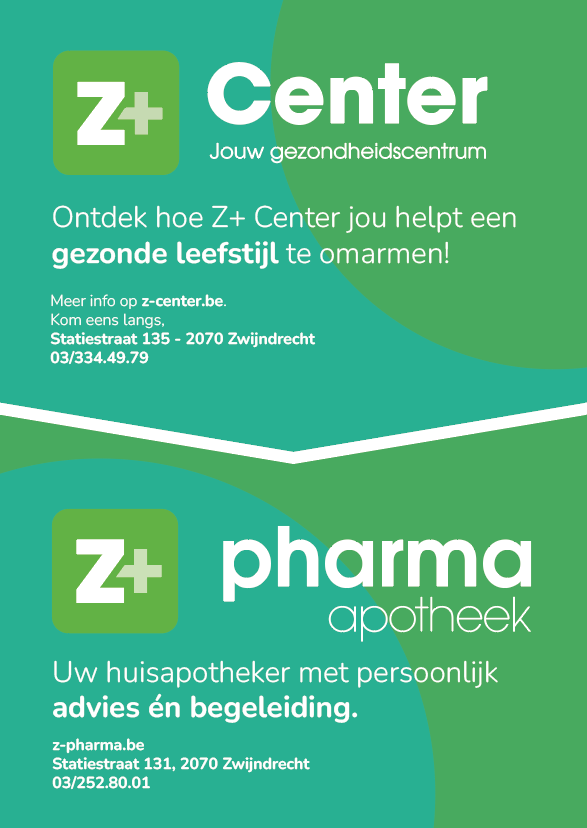 Z+
Center
Jouw gezondheidscentrum
Ontdek hoe Z+ Center jou helpt een
gezonde leefstijl te omarmen!
Meer info op z-center.be.
Kom eens langs,
Statiestraat 135 - 2070 Zwijndrecht
03/334.49.79
Z+
pharma
apotheek
Uw huisapotheker met persoonlijk
advies én begeleiding.
z-pharma.be
Statiestraat 131, 2070 Zwijndrecht
03/252.80.01